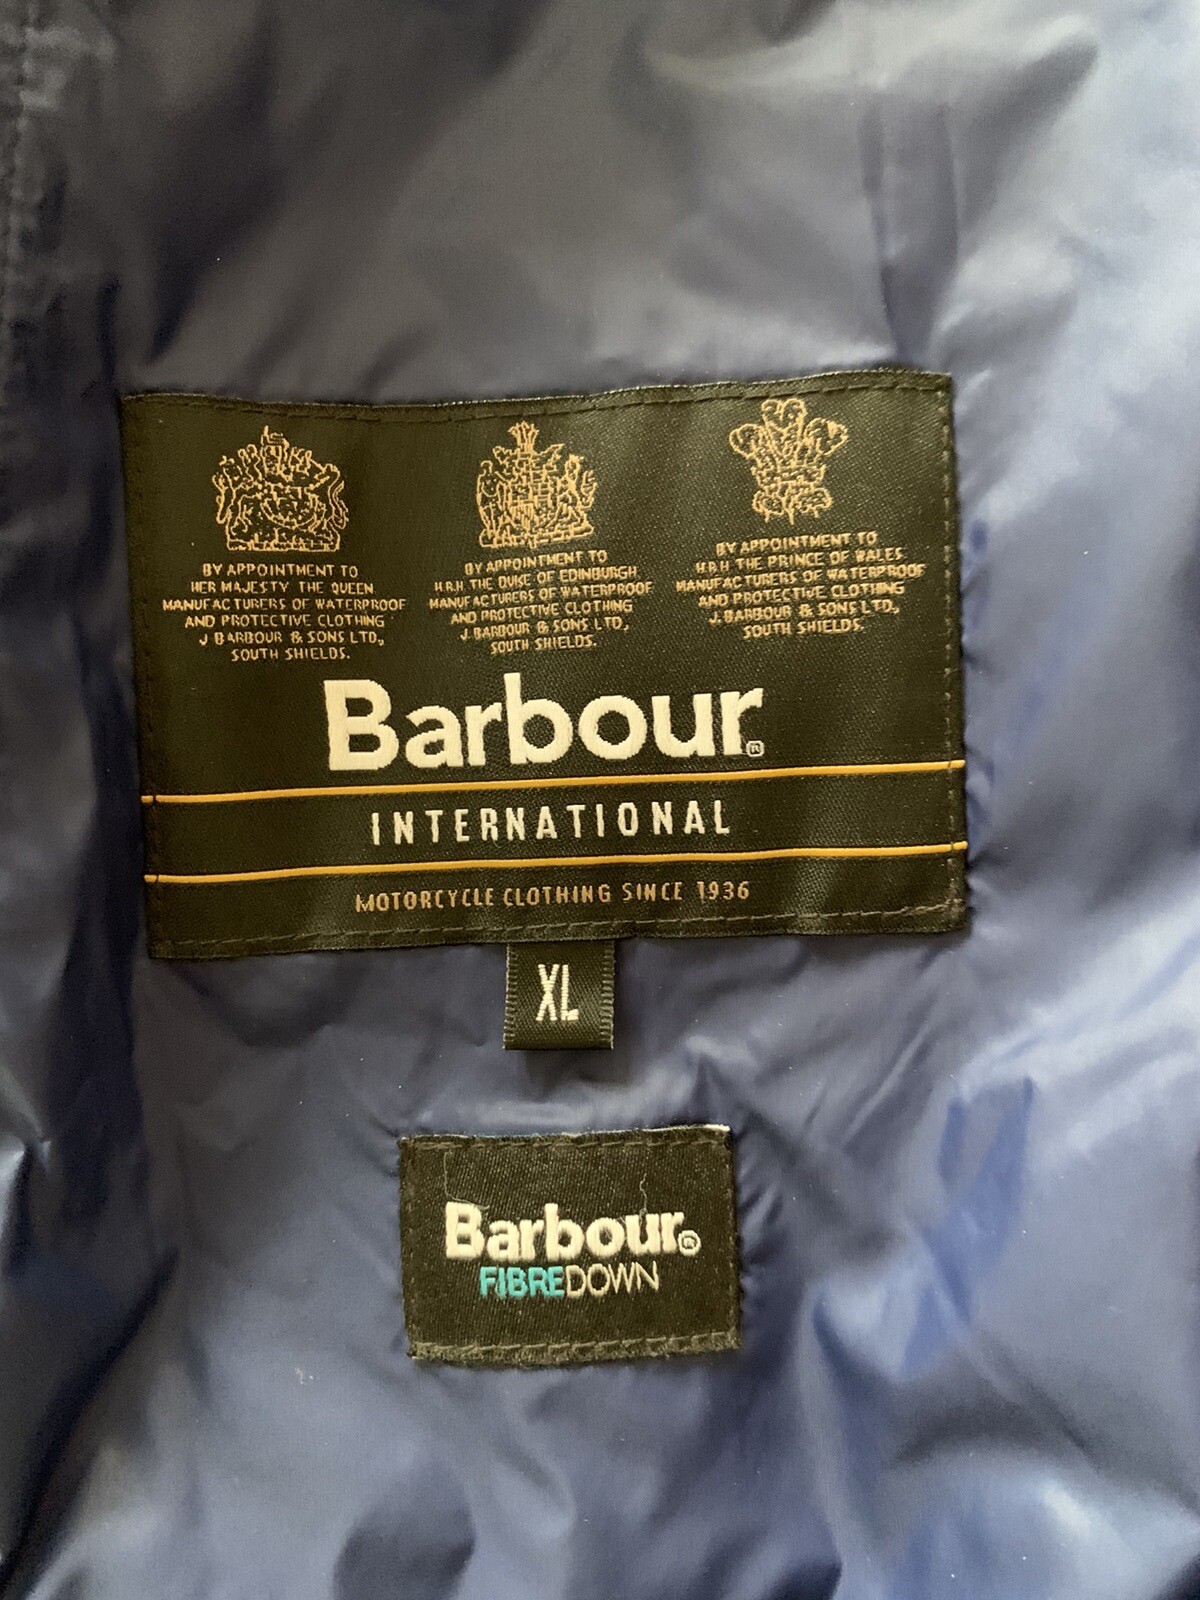 BY APPOINTMENT TO
HER MAJESTY THE QUEEN
MANUFACTURERS OF WATERPROOF
AND PROTECTIVE CLOTHING
J. BARBOUR & SONS LTD,
SOUTH SHIELDS.
BY APPOINTMENT TO
H.R.H. THE DUKE OF EDINBURGH
MANUFACTURERS OF WATERPROOF
AND PROTECTIVE CLOTHING
J. BARBOUR & SONS LTD,
SOUTH SHIELDS.
BY APPOINTMENT TO
H.R.H THE PRINCE OF WALES
MANUFACTURERS OF WATERPROOF
AND PROTECTIVE CLOTHING
J. BARBOUR & SONS LTD,
SOUTH SHIELDS.
Barbour®
INTERNATIONAL
MOTORCYCLE CLOTHING SINCE 1936
XL
Barbour®
FIBREDOWN